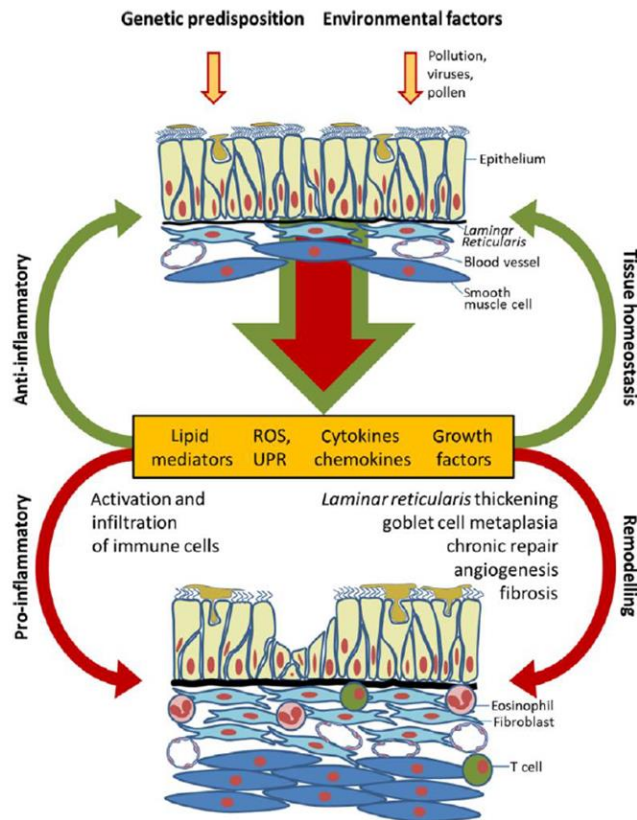 Genetic predisposition
Environmental factors
Pollution,
viruses,
pollen
Epithelium
Laminar
Reticularis
Blood vessel
Smooth
muscle cell
Anti-inflammatory
Tissue homeostasis
Lipid
mediators
ROS,
UPR
Cytokines
chemokines
Growth
factors
Pro-inflammatory
Activation and
infiltration
of immune cells
Laminar reticularis thickening
goblet cell metaplasia
chronic repair
angiogenesis
fibrosis
Remodelling
Eosinophil
Fibroblast
T cell